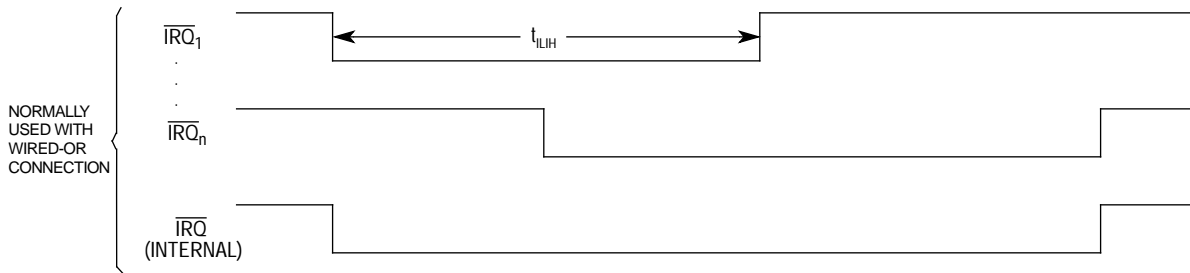 IRQ1
tILIH
.
.
.
NORMALLY
USED WITH
WIRED-OR
CONNECTION
IRQn
IRQ
(INTERNAL)